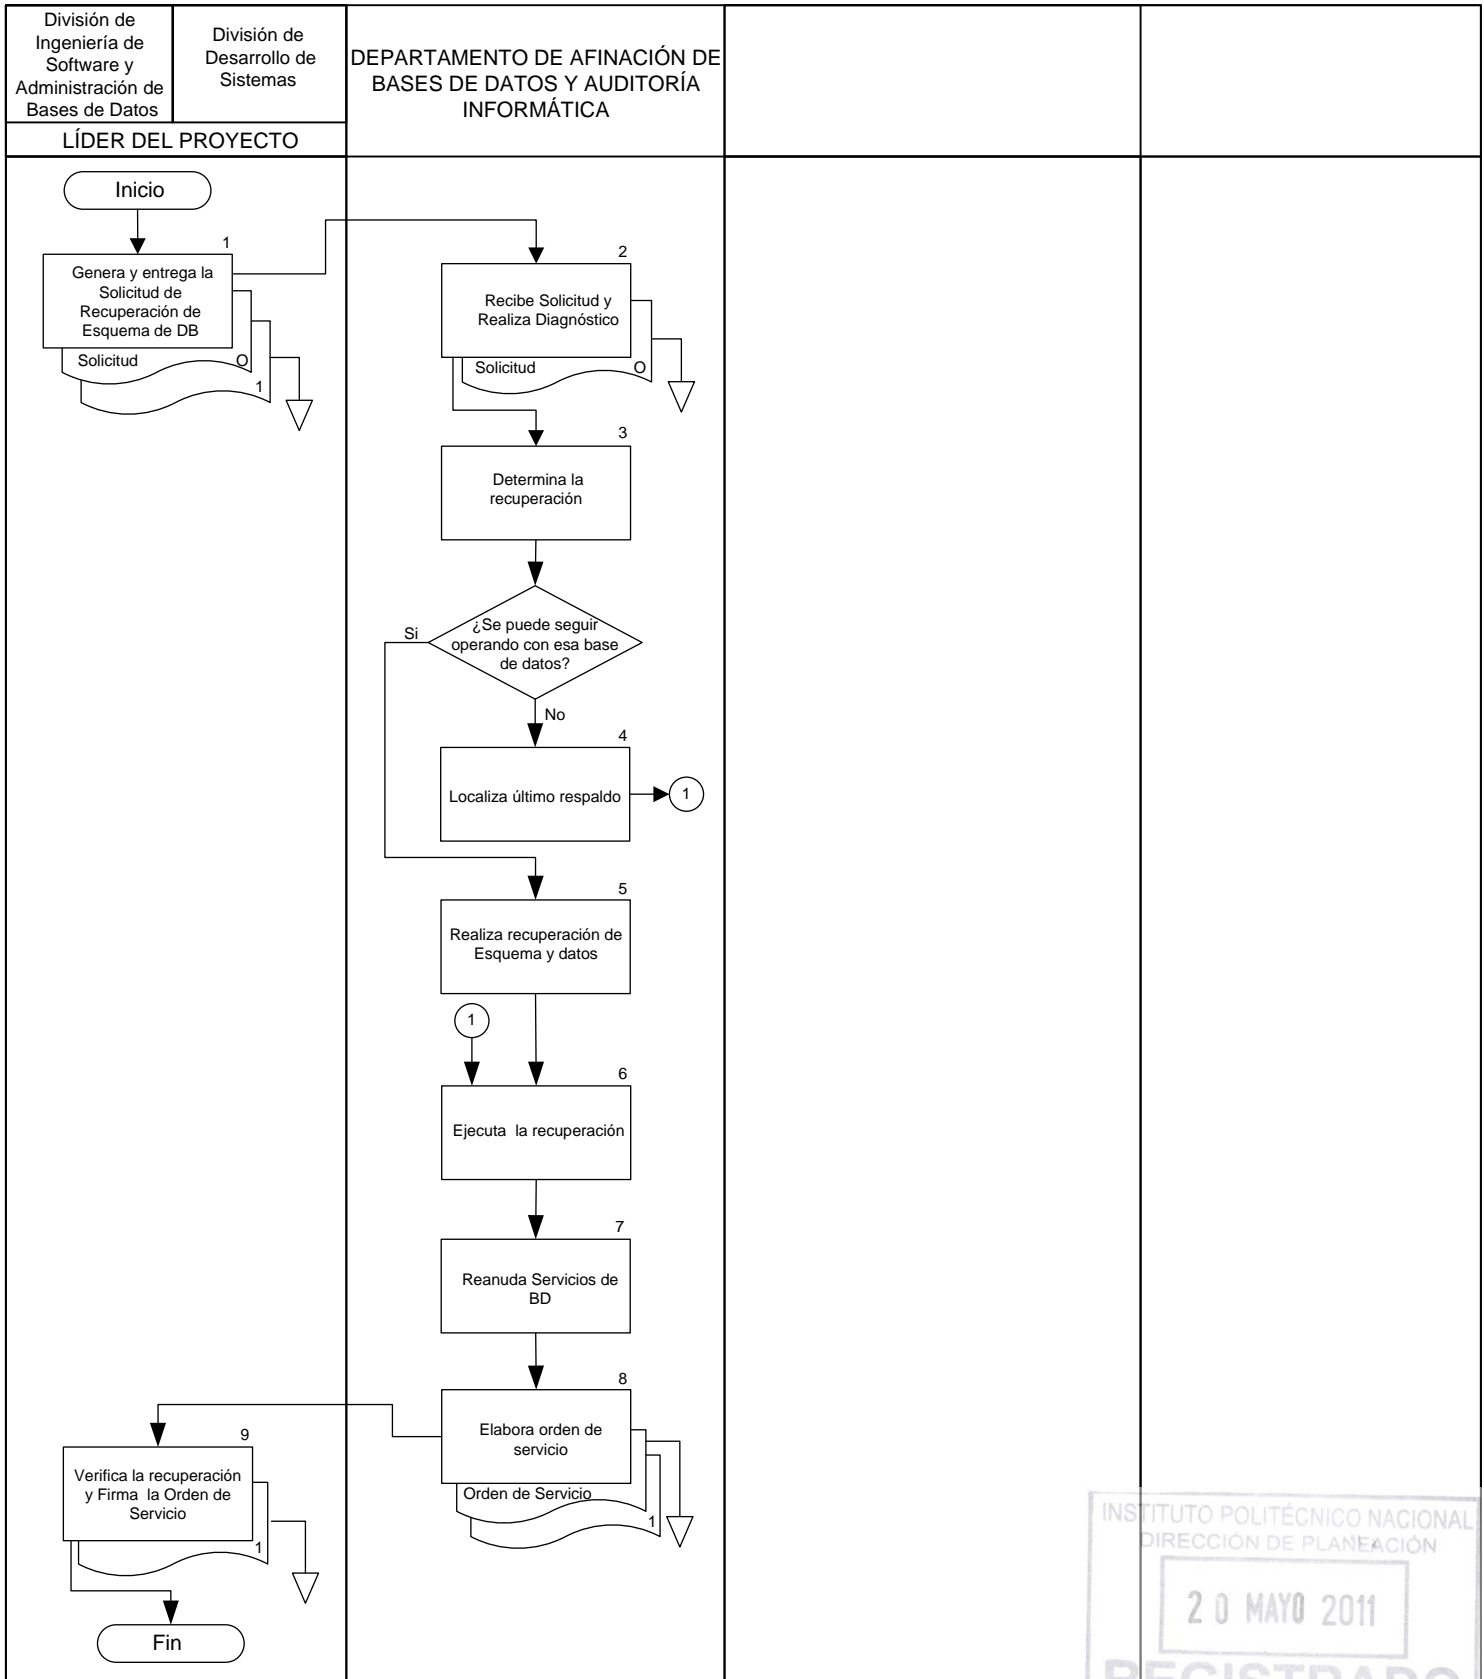 División de
Ingeniería de
Software y
Administración de
Bases de Datos
División de
Desarrollo de
Sistemas
LÍDER DEL PROYECTO
DEPARTAMENTO DE AFINACIÓN DE
BASES DE DATOS Y AUDITORÍA
INFORMÁTICA
Inicio
1
Genera y entrega la
Solicitud de
Recuperación de
Esquema de DB
Solicitud
O
1
2
Recibe Solicitud y
Realiza Diagnóstico
Solicitud
O
3
Determina la
recuperación
¿Se puede seguir
operando con esa base
de datos?
Si
No
4
Localiza último respaldo
1
5
Realiza recuperación de
Esquema y datos
1
6
Ejecuta la recuperación
7
Reanuda Servicios de
BD
8
Elabora orden de
servicio
Orden de Servicio
1
9
Verifica la recuperación
y Firma la Orden de
Servicio
1
Fin
INSTITUTO POLITÉCNICO NACIONAL
DIRECCIÓN DE PLANEACIÓN
20 MAYO 2011
REGISTRADO